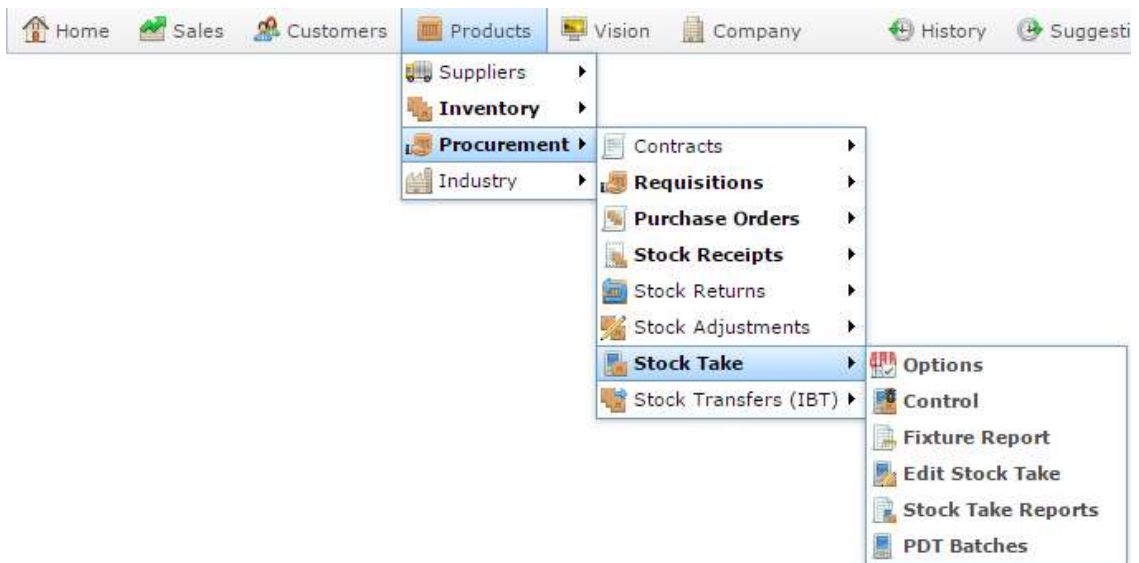 Home Sales Customers Products Vision Company History Suggesti
Suppliers
Inventory
Procurement
Industry
Contracts
Requisitions
Purchase Orders
Stock Receipts
Stock Returns
Stock Adjustments
Stock Take
Stock Transfers (IBT)
Options
Control
Fixture Report
Edit Stock Take
Stock Take Reports
PDT Batches